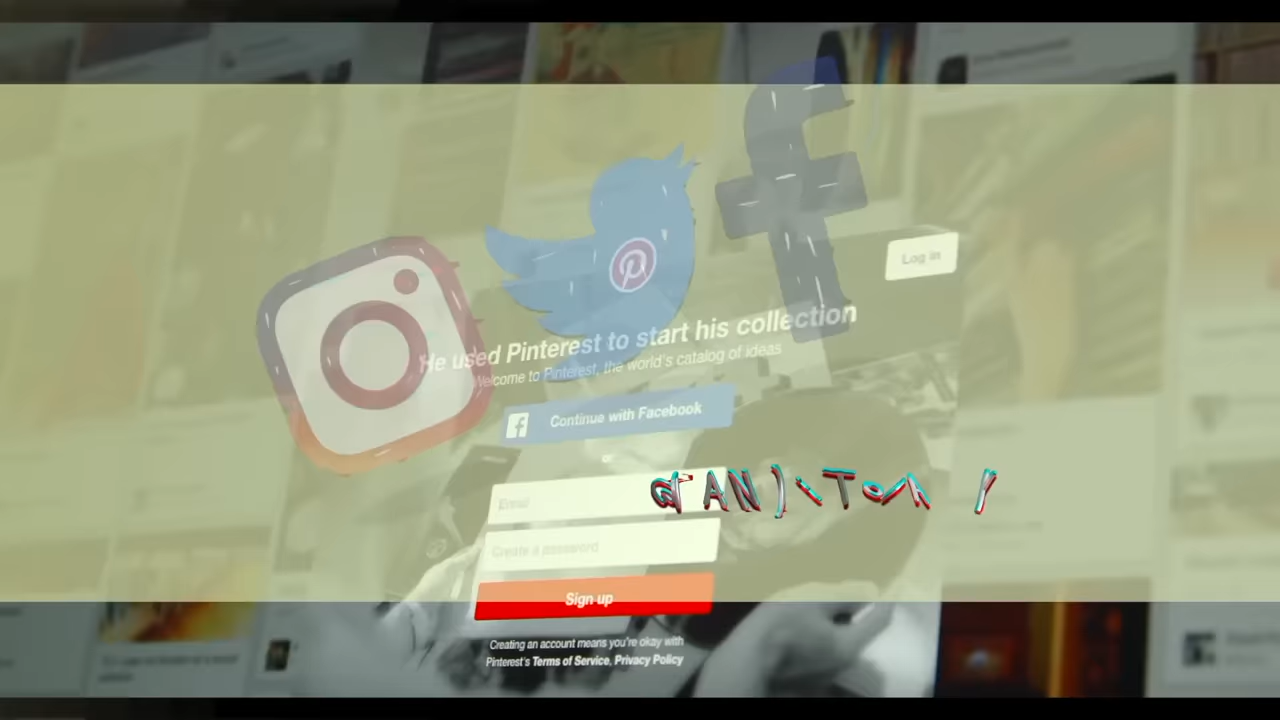 Log in
He used Pinterest to start his collection
Welcome to Pinterest, the world's catalog of ideas
Continue with Facebook
or
Email
Create a password
Sign up
Creating an account means you're okay with
Pinterest's Terms of Service, Privacy Policy